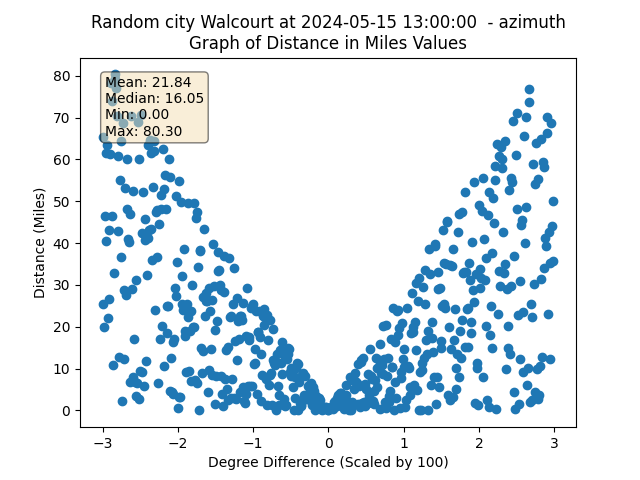 Random city Walcourt at 2024-05-15 13:00:00  - azimuth
Graph of Distance in Miles Values
Mean: 21.84
Median: 16.05
Min: 0.00
Max: 80.30
80
70
60
50
40
30
20
10
0
Distance (Miles)
−3 −2 −1 0 1 2 3
Degree Difference (Scaled by 100)